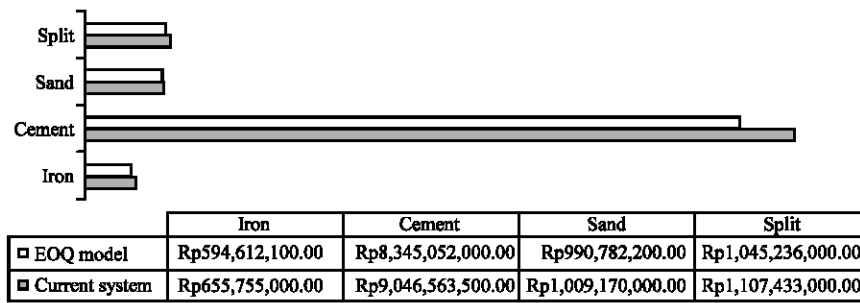 Split
Sand
Cement
Iron
Iron Cement Sand Split
EOQ model Rp594,612,100.00 Rp8,345,052,000.00 Rp990,782,200.00 Rp1,045,236,000.00
Current system Rp655,755,000.00 Rp9,046,563,500.00 Rp1,009,170,000.00 Rp1,107,433,000.00